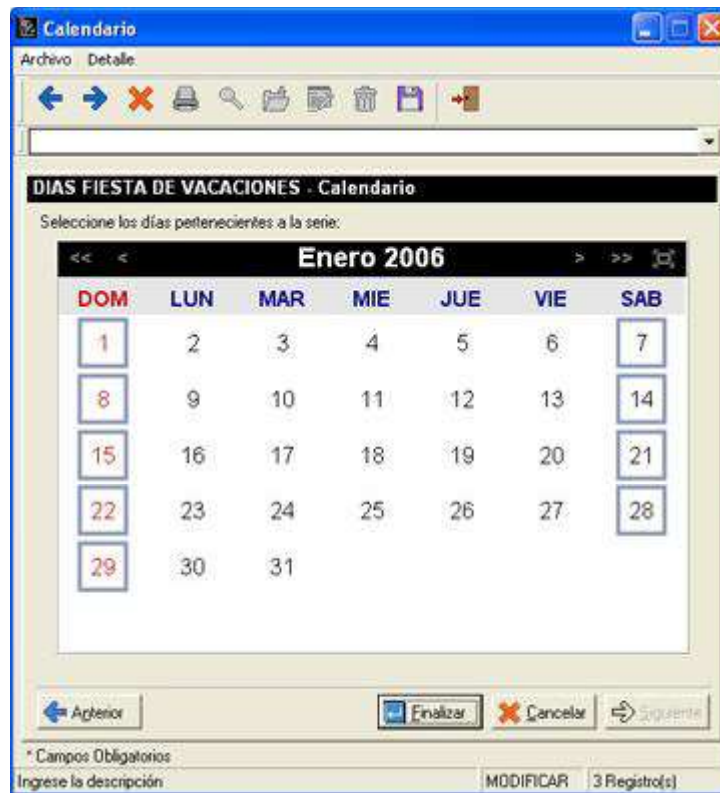 Calendario
Archivo Detalle
DIAS FIESTA DE VACACIONES - Calendario
Seleccione los días pertenecientes a la serie:
<< < Enero 2006 > >>
DOM LUN MAR MIE JUE VIE SAB
1 2 3 4 5 6 7
8 9 10 11 12 13 14
15 16 17 18 19 20 21
22 23 24 25 26 27 28
29 30 31
Anterior Finalizar Cancelar Siguiente
* Campos Obligatorios
Ingrese la descripción MODIFICAR 3 Registro(s)